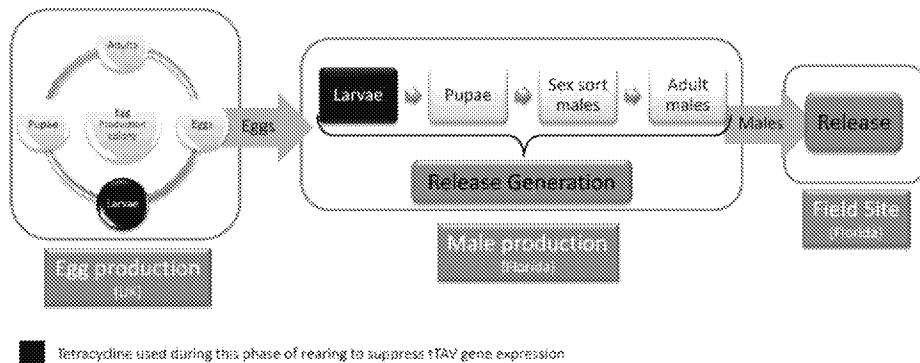 Adults
Pupae
Egg
Production
colony
Eggs
Larvae
Eggs
Egg production
(UK)
Larvae
Pupae
Sex sort
males
Adult
males
Release Generation
Male production
(Florida)
Males
Release
Field Site
(Florida)
Tetracycline used during this phase of rearing to suppress tTAV gene expression